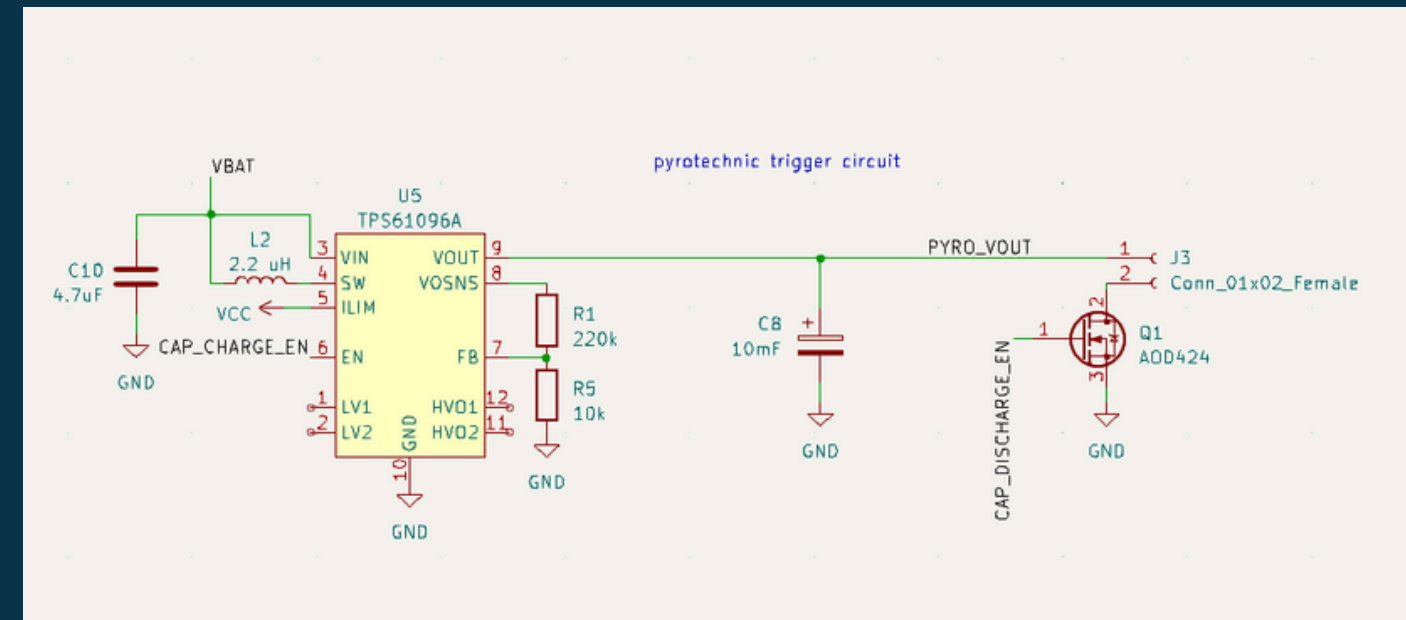 pyrotechnic trigger circuit
VBAT
U5
TPS61096A
L2
2.2 uH
C10
4.7uF
GND
VCC
CAP_CHARGE_EN
3 VIN
4 SW
5 ILIM
6 EN
1 LV1
2 LV2
GND
10
GND
VOUT 9
VOSNS 8
FB 7
HVO1 12
HVO2 11
R1
220k
R5
10k
GND
C8
+
10mF
GND
PYRO_VOUT
1 J3
2 Conn_01x02_Female
CAP_DISCHARGE_EN
1
2
3
Q1
AOD424
GND